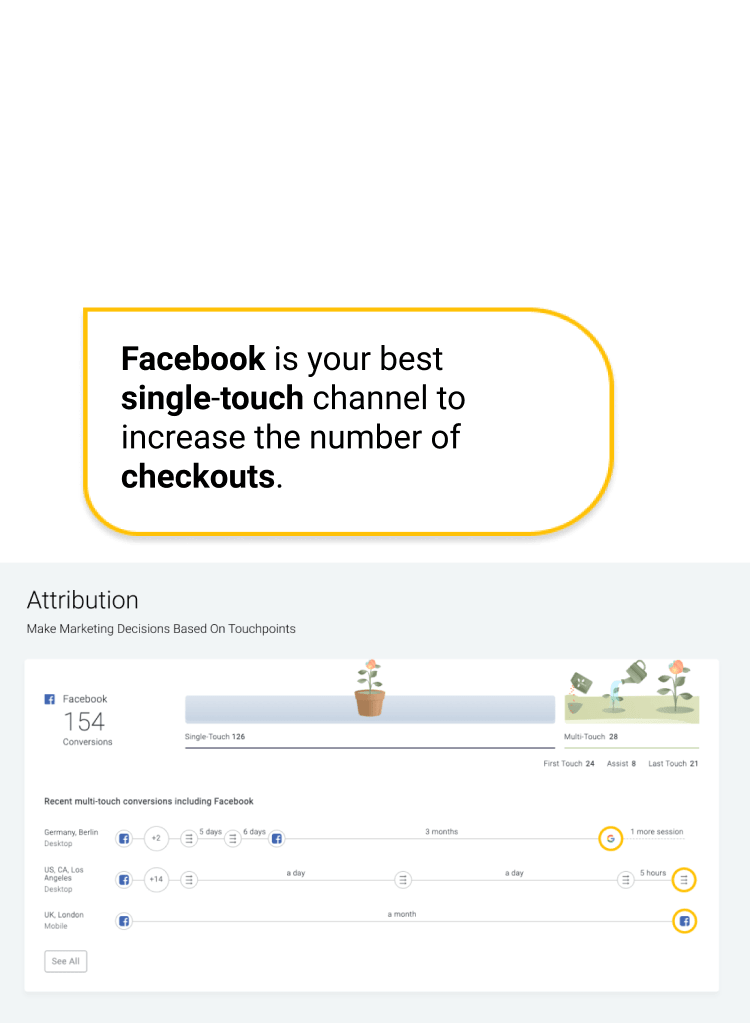 Facebook is your best
single-touch channel to
increase the number of
checkouts.
Attribution
Make Marketing Decisions Based On Touchpoints
Facebook
154
Conversions
Single-Touch 126
Multi-Touch 28
First Touch 24 Assist 8 Last Touch 21
Recent multi-touch conversions including Facebook
Germany, Berlin
Desktop
+2
5 days
6 days
3 months
G
1 more session
US, CA, Los
Angeles
Desktop
+14
a day
a day
5 hours
UK, London
Mobile
a month
See All